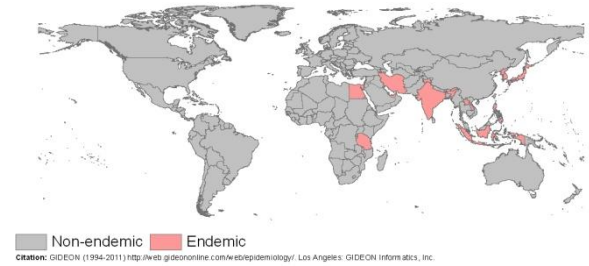 Non-endemic Endemic
Citation: GIDEON (1994-2011) http://web.gideononline.com/web/epidemiology/. Los Angeles: GIDEON Informatics, Inc.